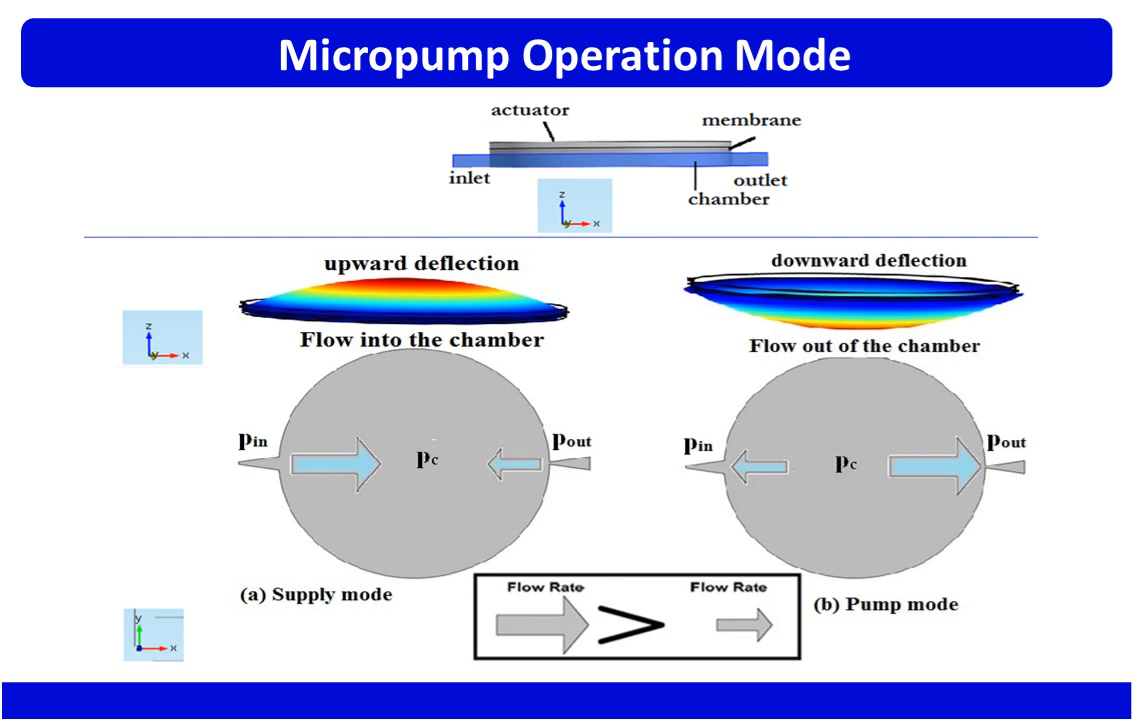 Micropump Operation Mode
actuator
membrane
inlet
outlet
chamber
z
y
x
upward deflection
downward deflection
Flow into the chamber
Flow out of the chamber
z
y
x
pin
pc
pout
pin
pc
pout
(a) Supply mode
(b) Pump mode
Flow Rate
Flow Rate
>
y
x